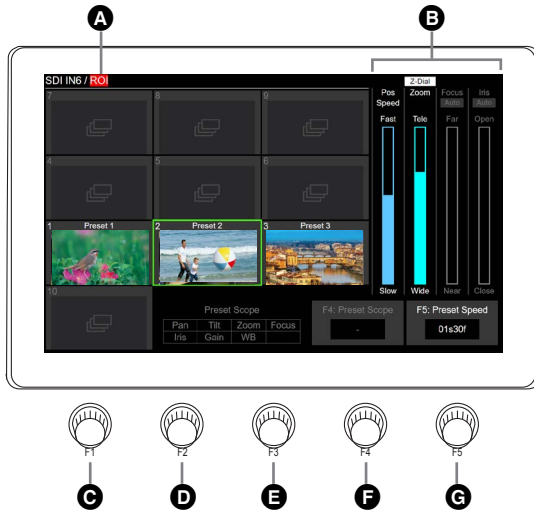 A
B
SDI IN6 / ROI
Z-Dial
Pos Speed
Zoom
Focus
Auto
Iris
Auto
Fast
Tele
Far
Open
7
8
9
4
5
6
1 Preset 1
2 Preset 2
3 Preset 3
10
Slow
Wide
Near
Close
Preset Scope
Pan Tilt Zoom Focus
Iris Gain WB
F4: Preset Scope
-
F5: Preset Speed
01s30f
F1
F2
F3
F4
F5
C
D
E
F
G